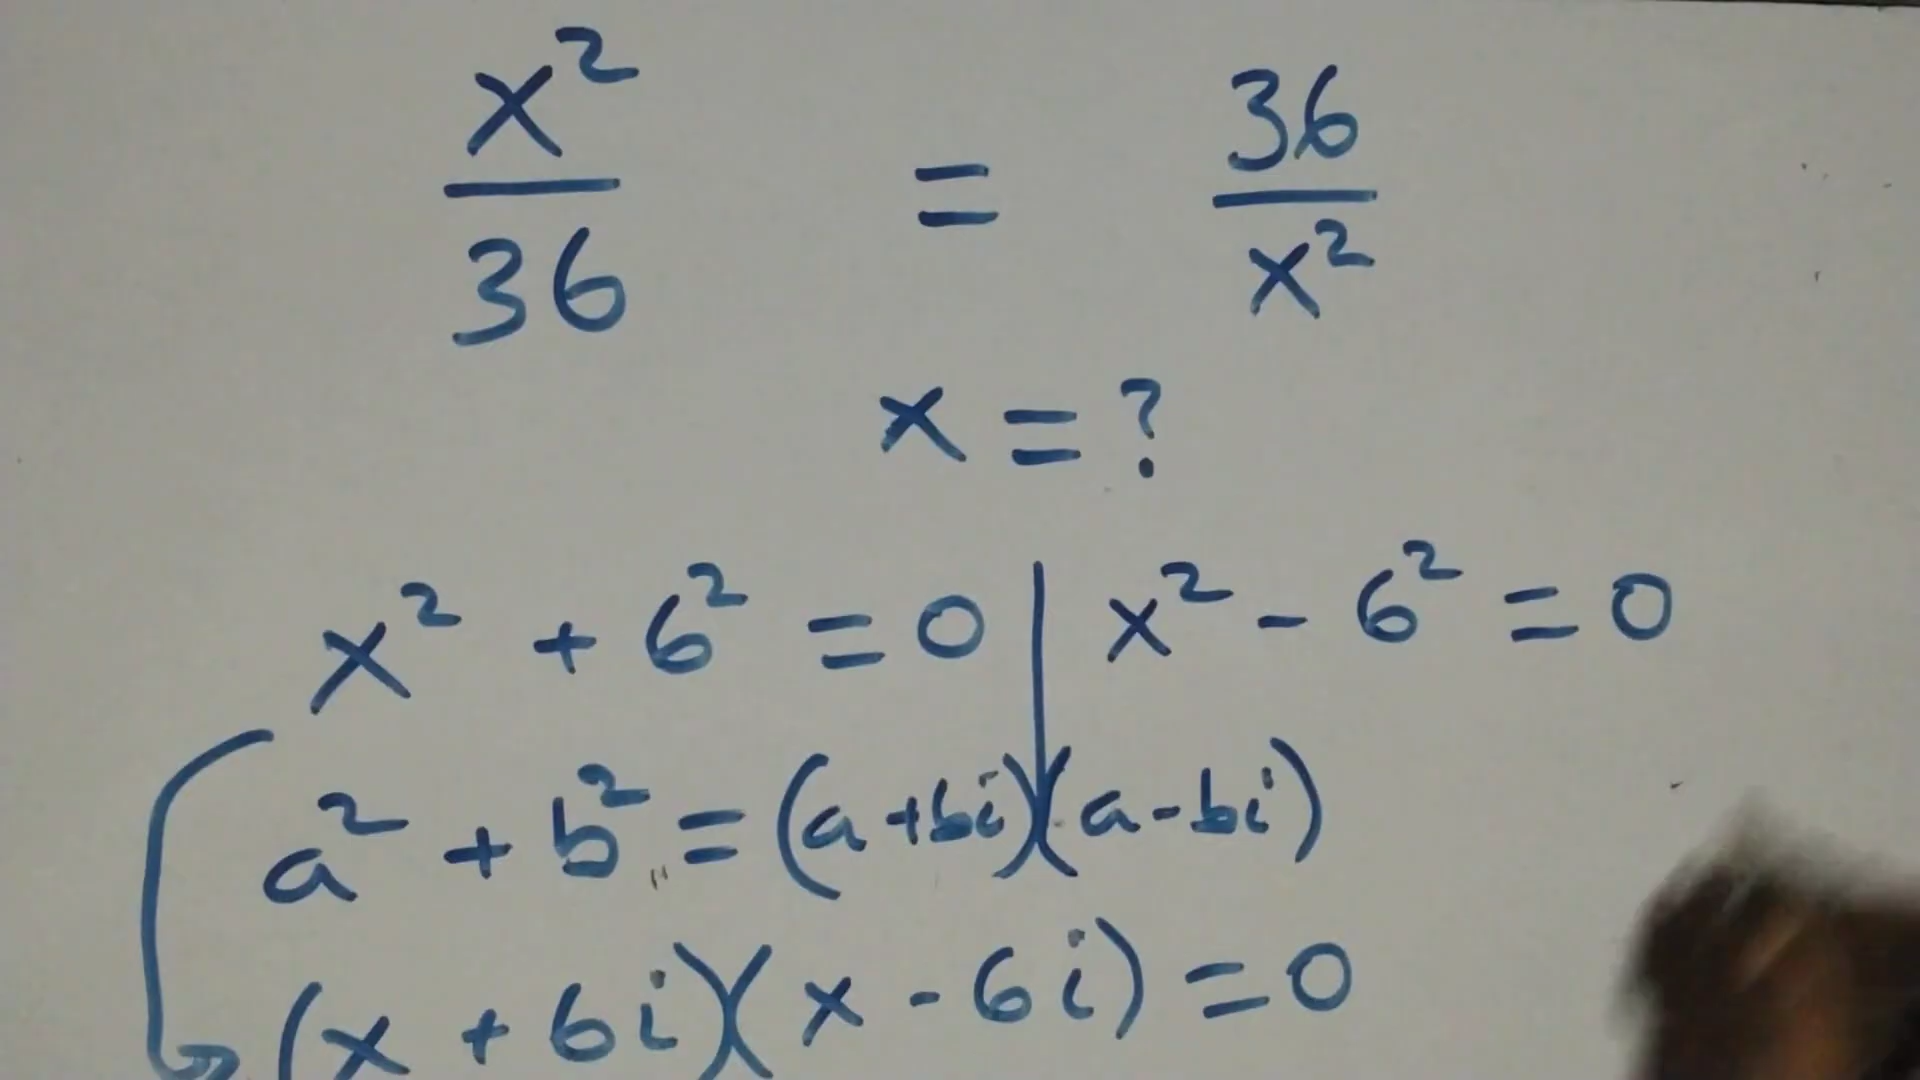 x² / 36 = 36 / x²
x = ?
x² + 6² = 0 | x² - 6² = 0
a² + b² = (a + bi)(a - bi)
(x + 6i)(x - 6i) = 0